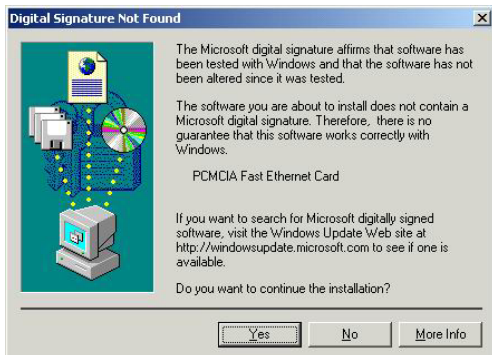 Digital Signature Not Found
The Microsoft digital signature affirms that software has
been tested with Windows and that the software has not
been altered since it was tested.
The software you are about to install does not contain a
Microsoft digital signature. Therefore, there is no
guarantee that this software works correctly with
Windows.
PCMCIA Fast Ethernet Card
If you want to search for Microsoft digitally signed
software, visit the Windows Update Web site at
http://windowsupdate.microsoft.com to see if one is
available.
Do you want to continue the installation?
Yes No More Info